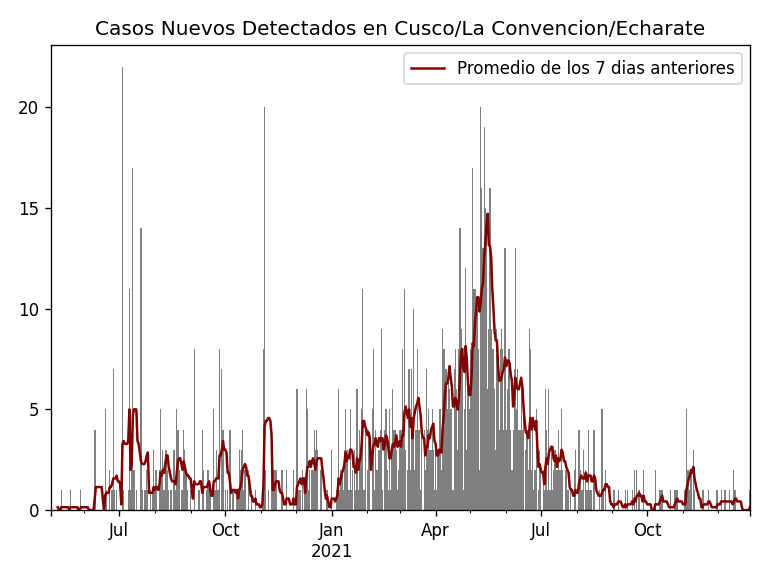 Casos Nuevos Detectados en Cusco/La Convencion/Echarate
Promedio de los 7 dias anteriores
20
15
10
5
0
Jul Oct Jan Apr Jul Oct
2021